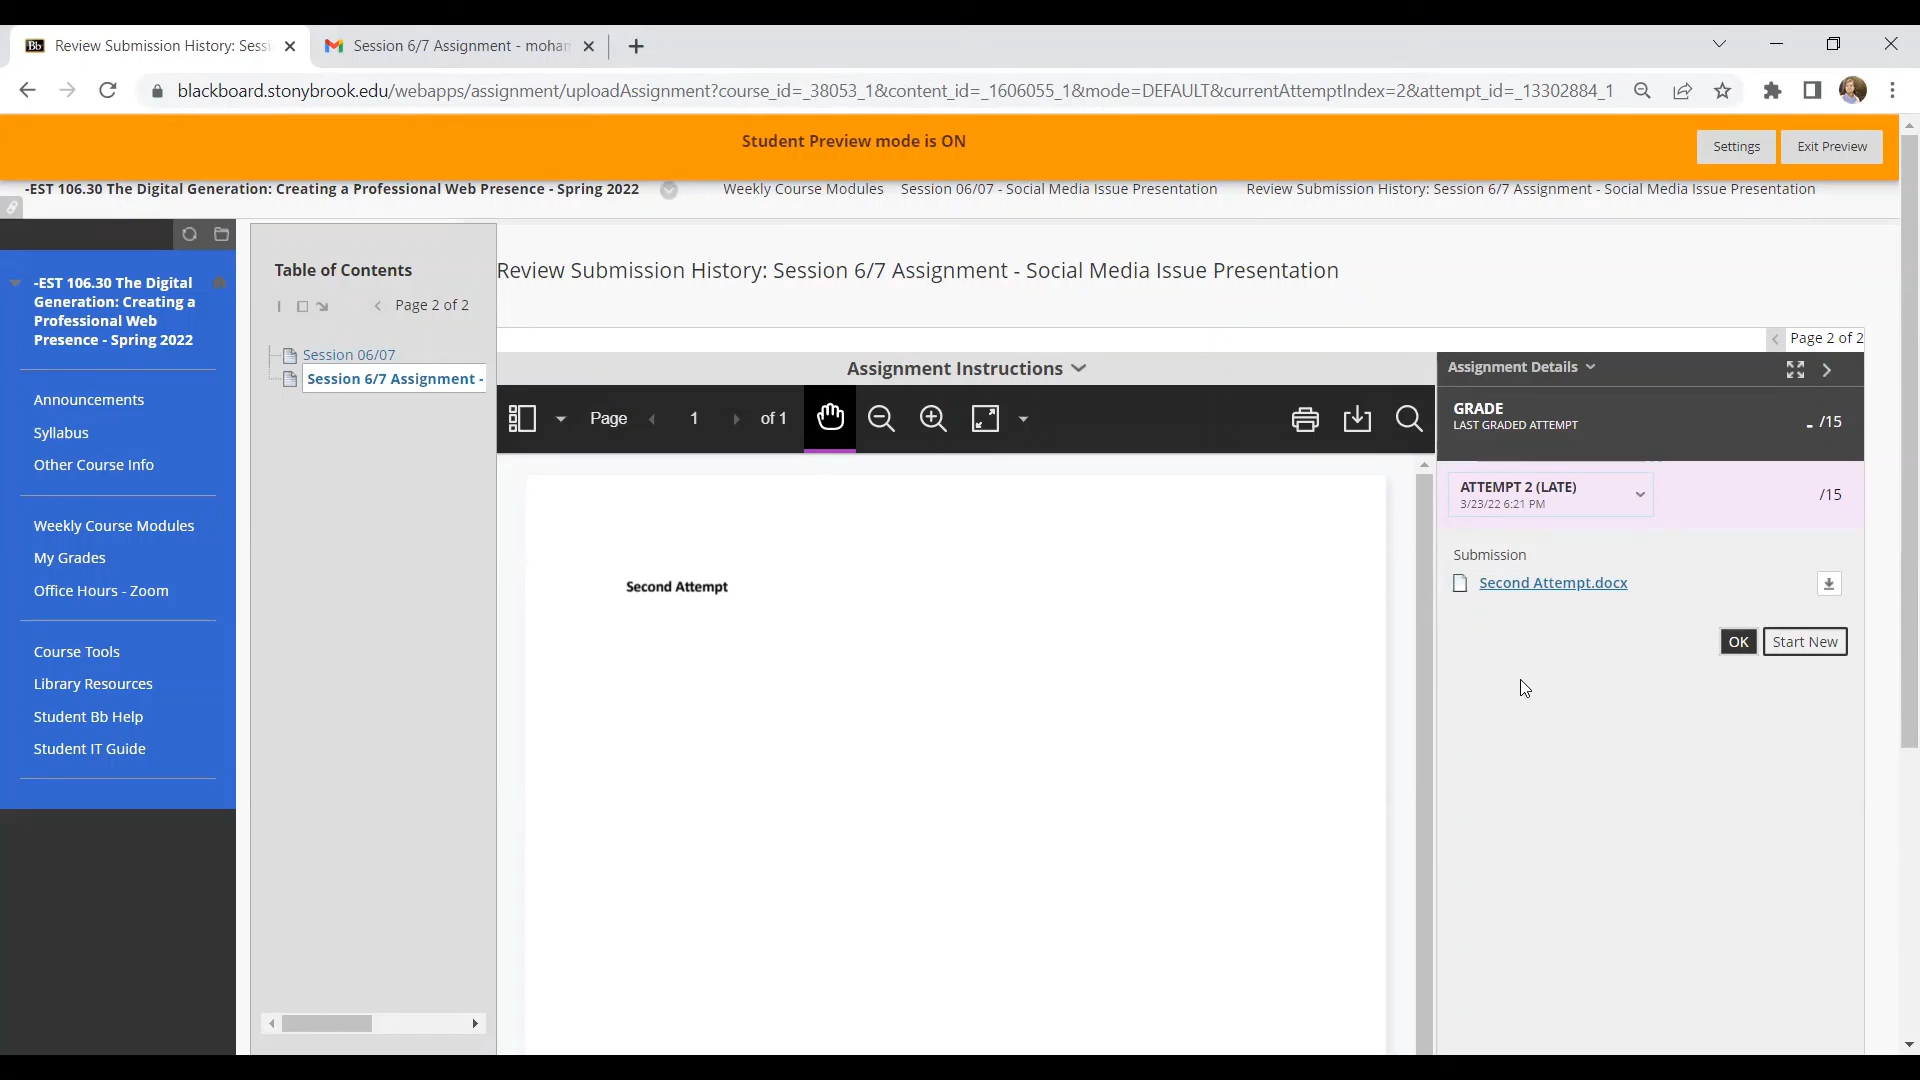 Review Submission History: Sessi
Session 6/7 Assignment - mohan
blackboard.stonybrook.edu/webapps/assignment/uploadAssignment?course_id=_38053_1&content_id=_1606055_1&mode=DEFAULT&currentAttemptIndex=2&attempt_id=_13302884_1
Student Preview mode is ON
Settings
Exit Preview
-EST 106.30 The Digital Generation: Creating a Professional Web Presence - Spring 2022
Weekly Course Modules
Session 06/07 - Social Media Issue Presentation
Review Submission History: Session 6/7 Assignment - Social Media Issue Presentation
-EST 106.30 The Digital
Generation: Creating a
Professional Web
Presence - Spring 2022
Announcements
Syllabus
Other Course Info
Weekly Course Modules
My Grades
Office Hours - Zoom
Course Tools
Library Resources
Student Bb Help
Student IT Guide
Table of Contents
Page 2 of 2
Session 06/07
Session 6/7 Assignment -
Review Submission History: Session 6/7 Assignment - Social Media Issue Presentation
Page 2 of 2
Assignment Instructions
Page 1 of 1
Second Attempt
Assignment Details
GRADE
LAST GRADED ATTEMPT
- /15
ATTEMPT 2 (LATE)
3/23/22 6:21 PM
/15
Submission
Second Attempt.docx
OK
Start New